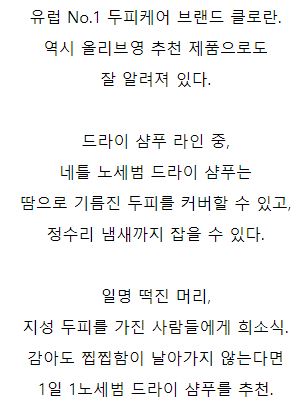 유럽 No.1 두피케어 브랜드 클로란.
역시 올리브영 추천 제품으로도
잘 알려져 있다.
드라이 샴푸 라인 중,
네틀 노세범 드라이 샴푸는
땀으로 기름진 두피를 커버할 수 있고,
정수리 냄새까지 잡을 수 있다.
일명 떡진 머리,
지성 두피를 가진 사람들에게 희소식.
감아도 찝찝함이 날아가지 않는다면
1일 1노세범 드라이 샴푸를 추천.